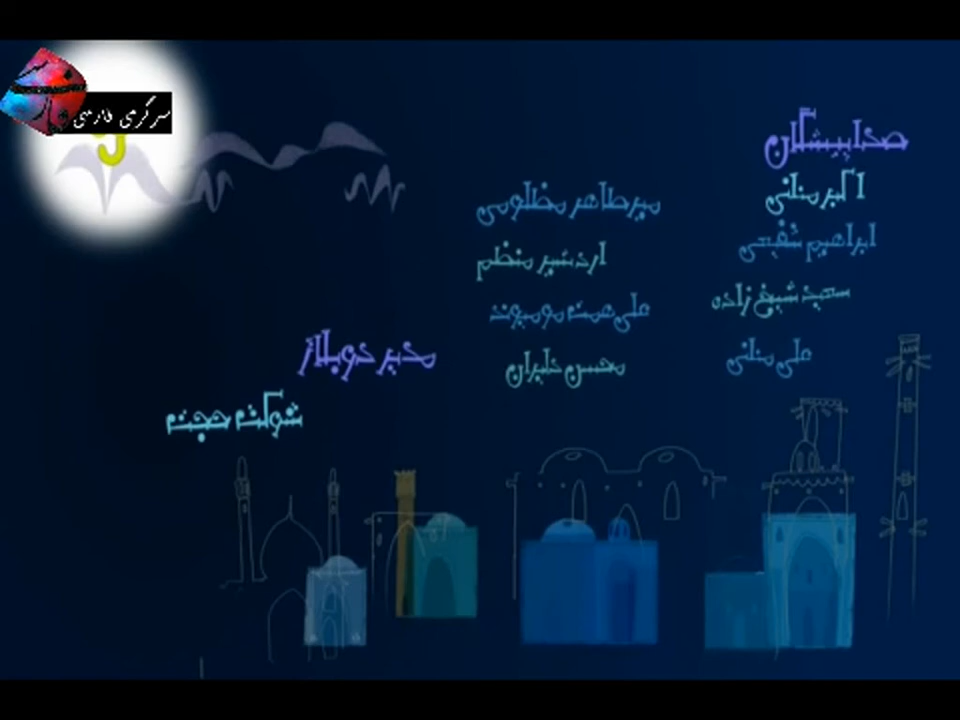 سرگرمی فارسی
صداپیشگان
اکبر منانی
ابراهیم شفیعی
سعید شیخ زاده
علی منانی
میرطاهر مظلومی
اردشیر منظم
علی همت مومیوند
محسن دلیران
مدیر دوبلاژ
شوکت حجت